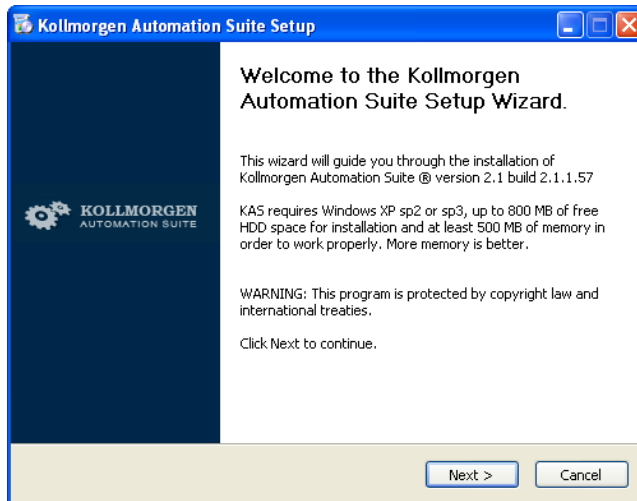 Kollmorgen Automation Suite Setup
Welcome to the Kollmorgen
Automation Suite Setup Wizard.
This wizard will guide you through the installation of
Kollmorgen Automation Suite ® version 2.1 build 2.1.1.57
KOLLMORGEN
AUTOMATION SUITE
KAS requires Windows XP sp2 or sp3, up to 800 MB of free
HDD space for installation and at least 500 MB of memory in
order to work properly. More memory is better.
WARNING: This program is protected by copyright law and
international treaties.
Click Next to continue.
Next >
Cancel